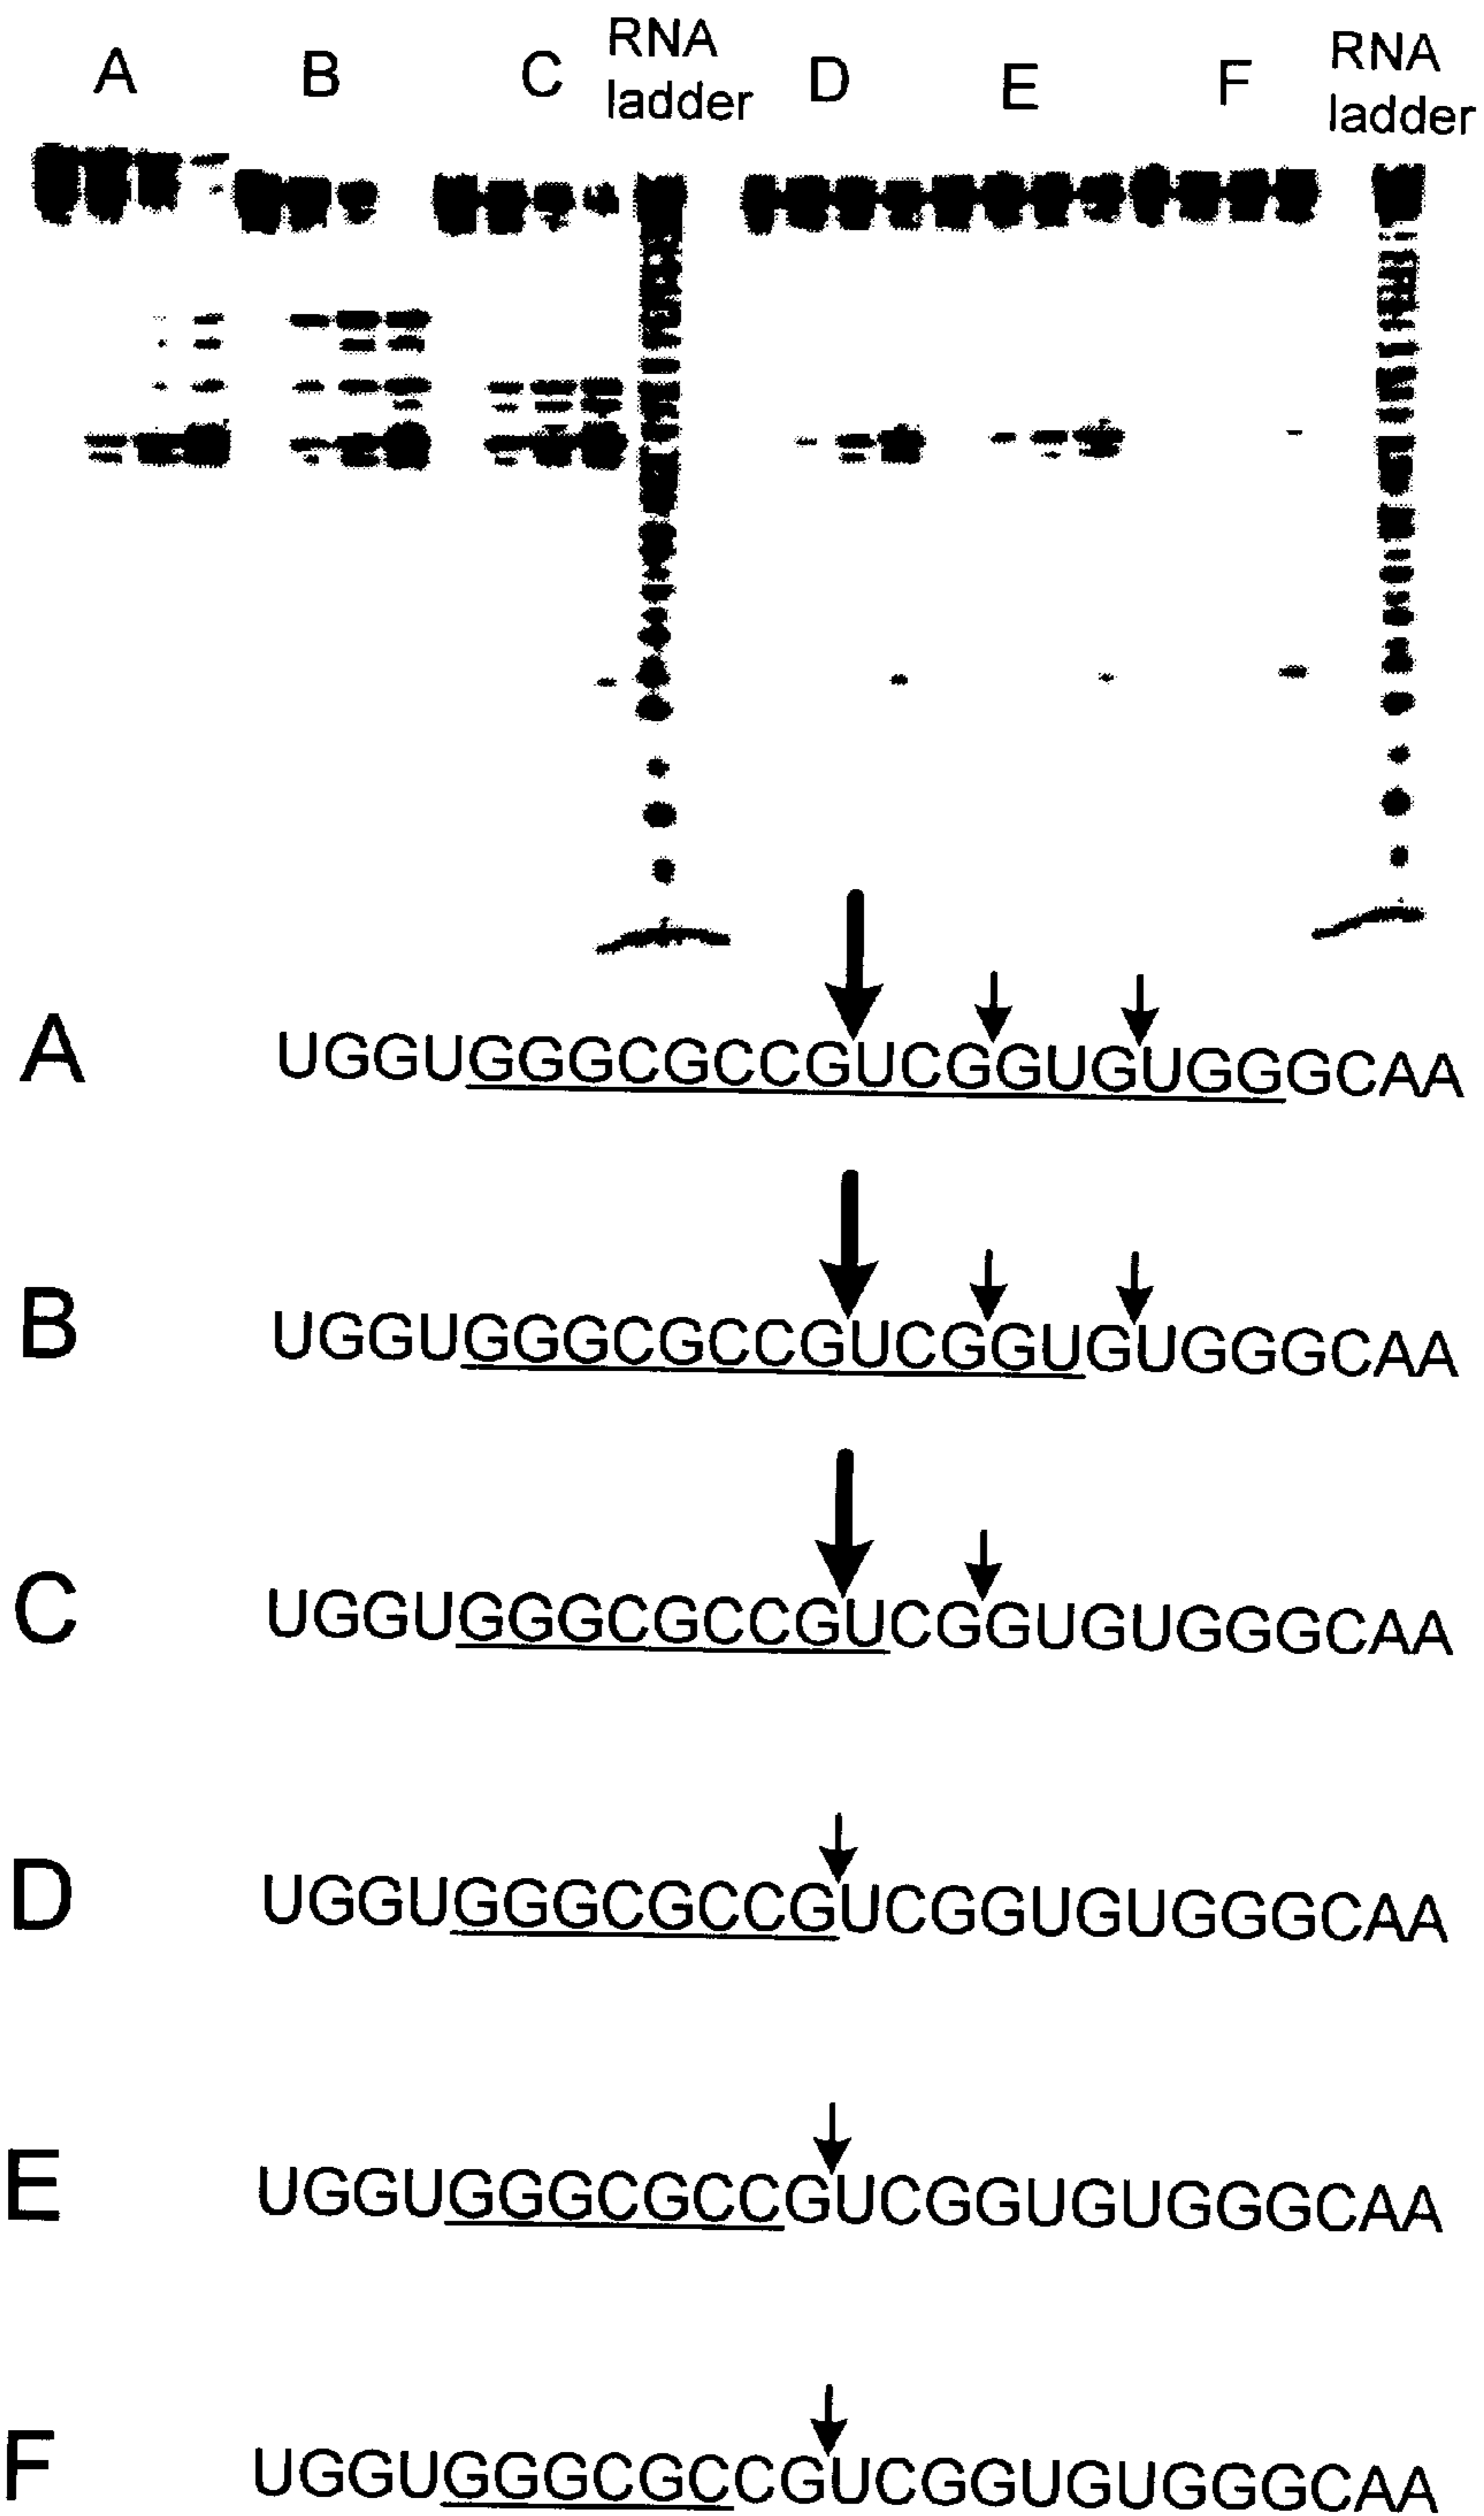 A B C RNA ladder D E F RNA ladder
A UGGUGGGCGCCGUCGGUGUGGGCAA
B UGGUGGGCGCCGUCGGUGUGGGCAA
C UGGUGGGCGCCGUCGGUGUGGGCAA
D UGGUGGGCGCCGUCGGUGUGGGCAA
E UGGUGGGCGCCGUCGGUGUGGGCAA
F UGGUGGGCGCCGUCGGUGUGGGCAA